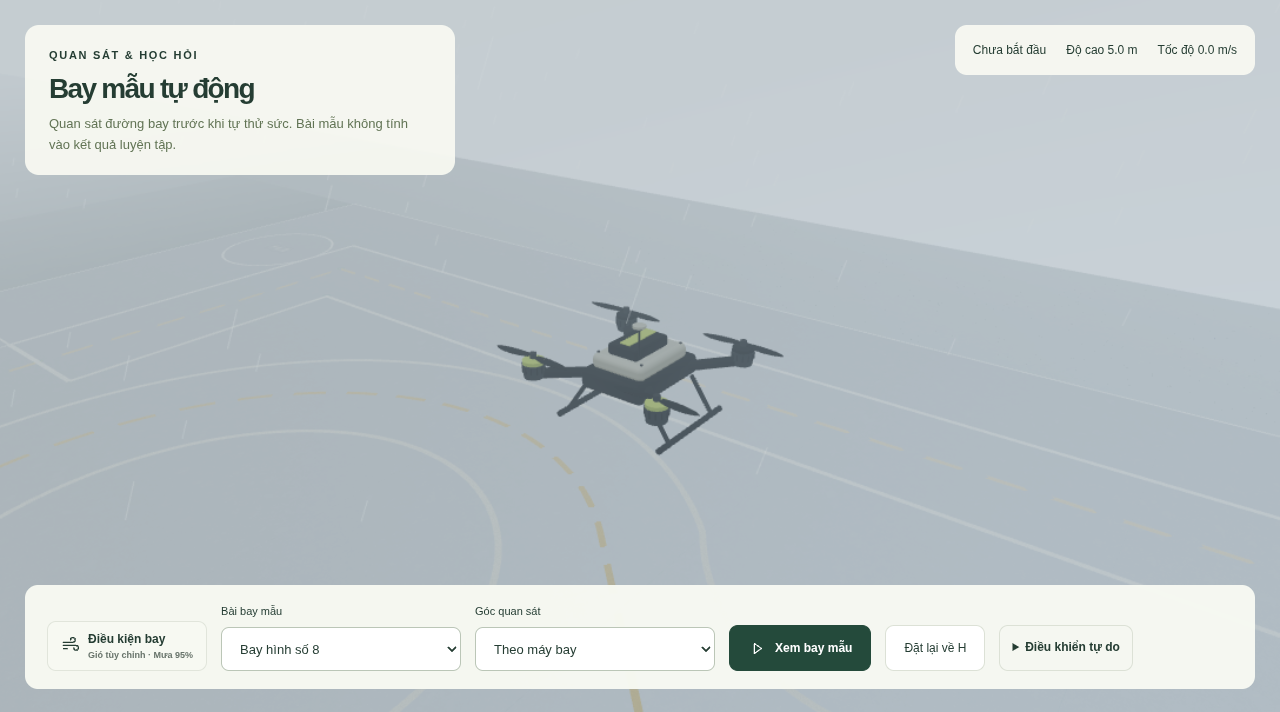 QUAN SÁT & HỌC HỎI
Bay mẫu tự động
Quan sát đường bay trước khi tự thử sức. Bài mẫu không tính
vào kết quả luyện tập.
Chưa bắt đầu Độ cao 5.0 m Tốc độ 0.0 m/s
Điều kiện bay
Gió tùy chỉnh · Mưa 95%
Bài bay mẫu
Bay hình số 8
Góc quan sát
Theo máy bay
Xem bay mẫu
Đặt lại về H
Điều khiển tự do